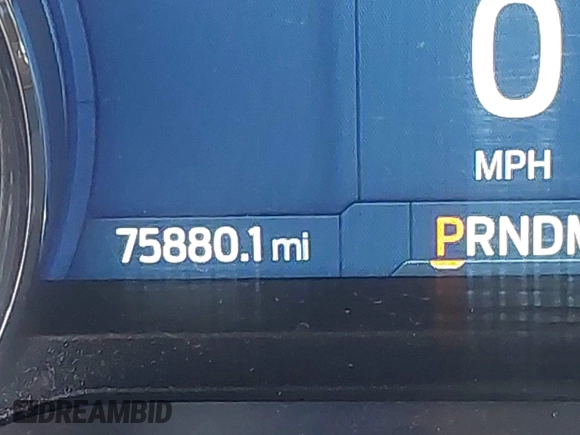 0
MPH
75880.1 mi
PRNDM
DREAMBID